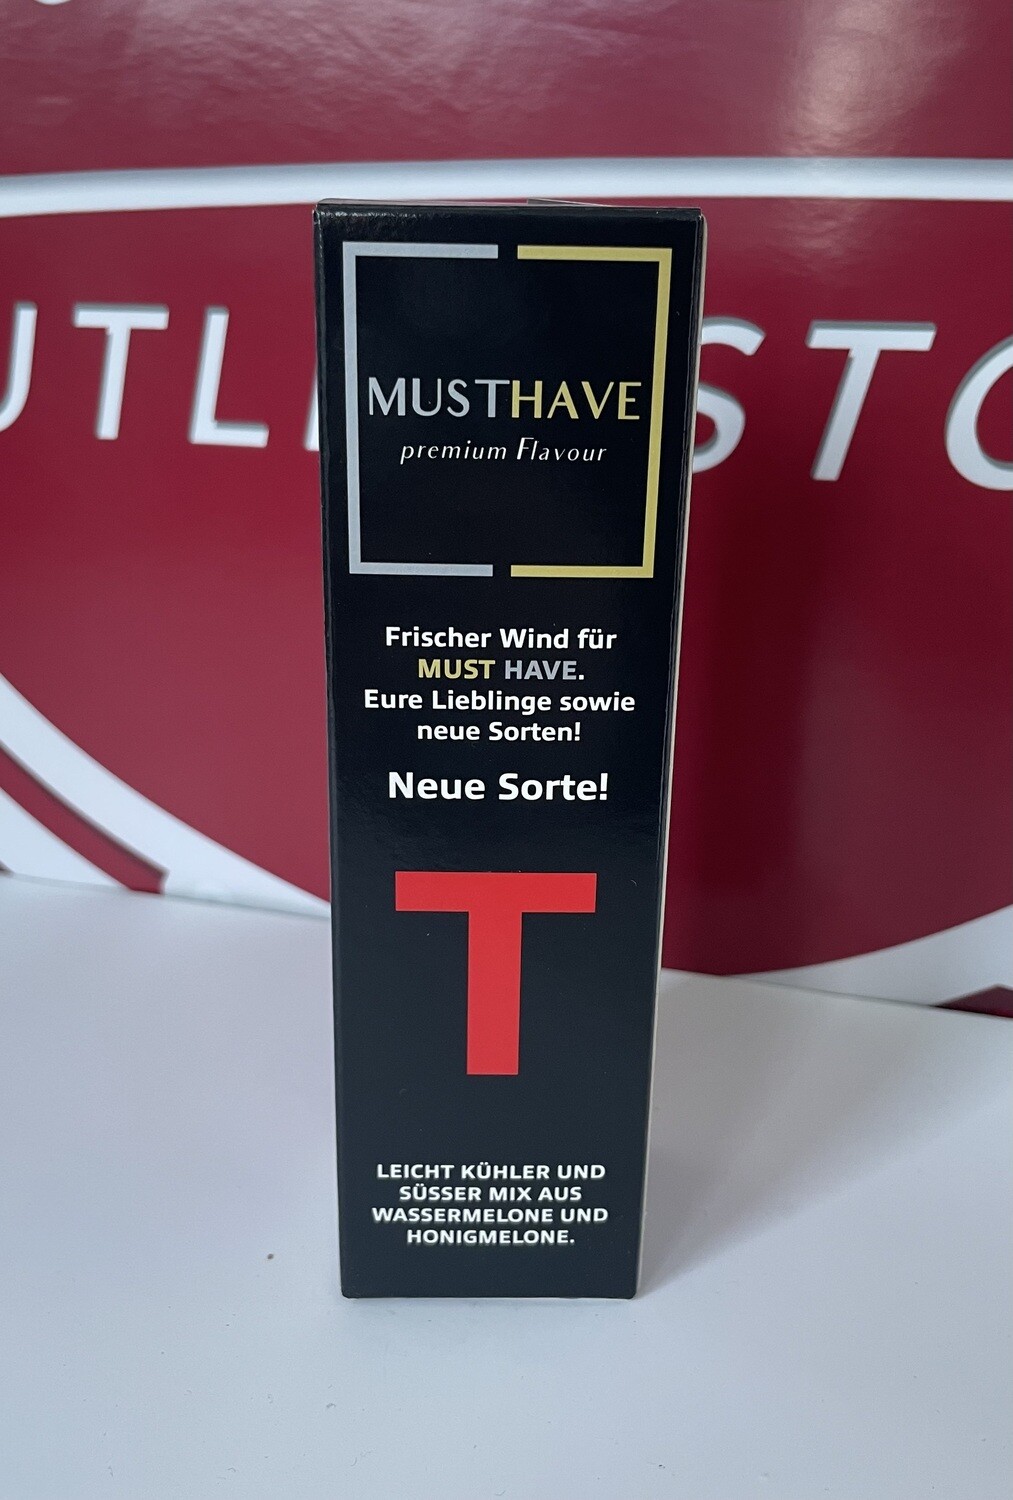 MUSTHAVE
premium Flavour
Frischer Wind für
MUST HAVE.
Eure Lieblinge sowie
neue Sorten!
Neue Sorte!
T
LEICHT KÜHLER UND
SÜSSER MIX AUS
WASSERMELONE UND
HONIGMELONE.